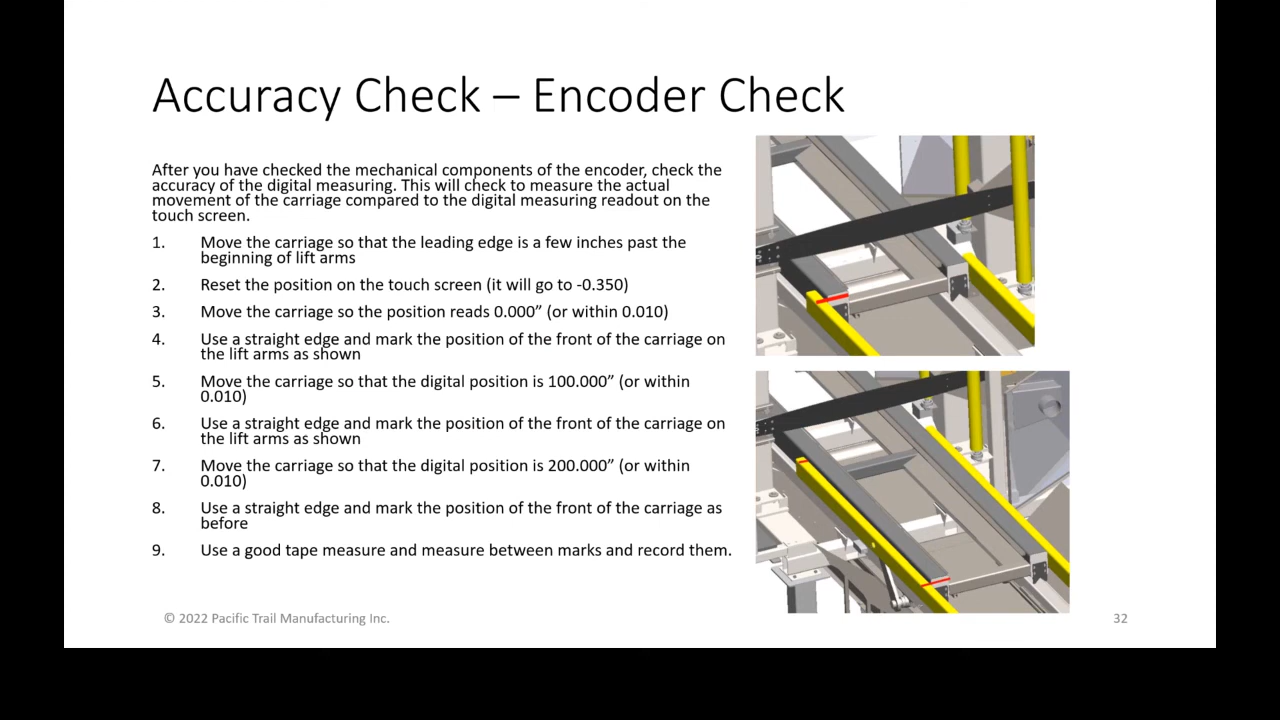 Accuracy Check – Encoder Check
After you have checked the mechanical components of the encoder, check the
accuracy of the digital measuring. This will check to measure the actual
movement of the carriage compared to the digital measuring readout on the
touch screen.
1. Move the carriage so that the leading edge is a few inches past the
beginning of lift arms
2. Reset the position on the touch screen (it will go to -0.350)
3. Move the carriage so the position reads 0.000” (or within 0.010)
4. Use a straight edge and mark the position of the front of the carriage on
the lift arms as shown
5. Move the carriage so that the digital position is 100.000” (or within
0.010)
6. Use a straight edge and mark the position of the front of the carriage on
the lift arms as shown
7. Move the carriage so that the digital position is 200.000” (or within
0.010)
8. Use a straight edge and mark the position of the front of the carriage as
before
9. Use a good tape measure and measure between marks and record them.
© 2022 Pacific Trail Manufacturing Inc.
32